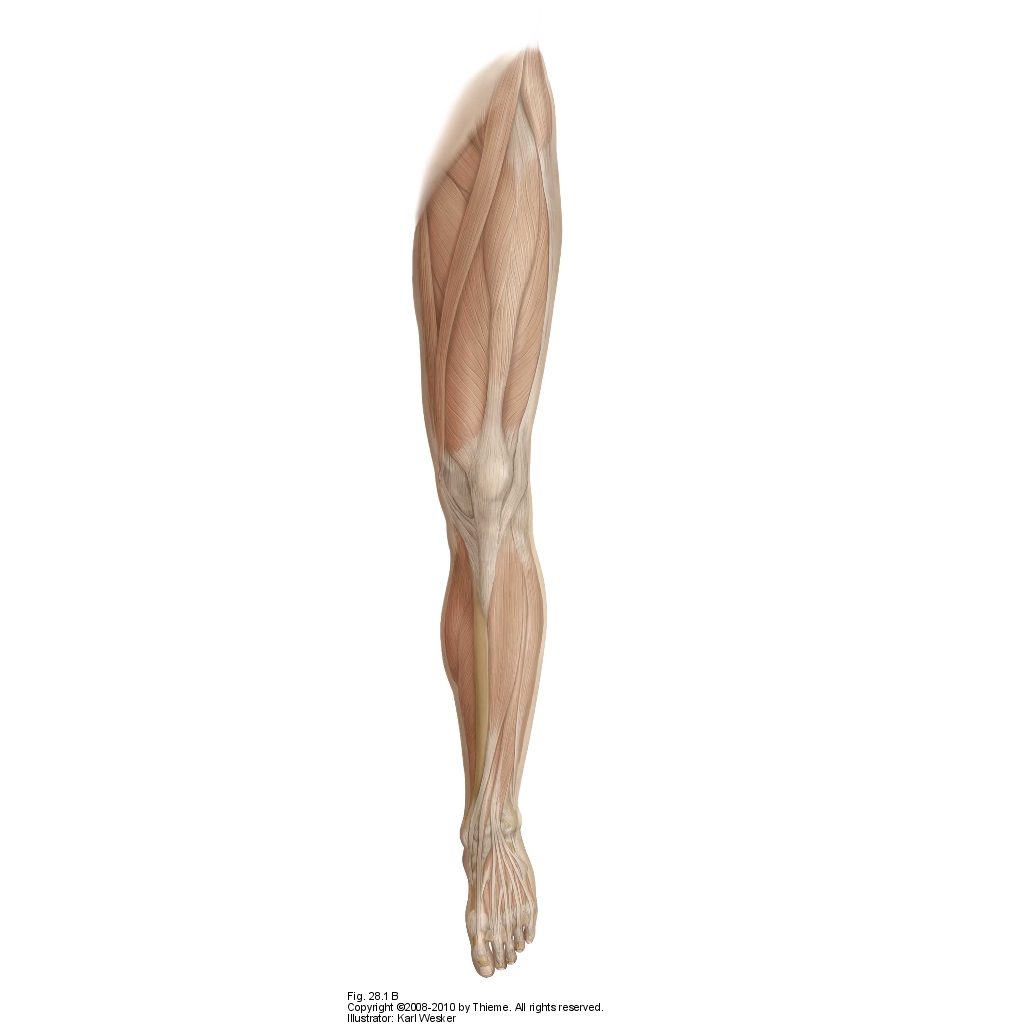 Fig. 28.1 B
Copyright ©2008-2010 by Thieme. All rights reserved.
Illustrator: Karl Wesker